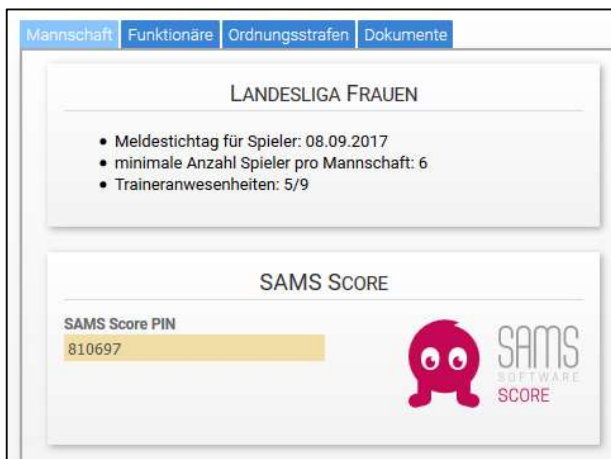 Mannschaft Funktionäre Ordnungsstrafen Dokumente
LANDESLIGA FRAUEN
• Meldestichtag für Spieler: 08.09.2017
• minimale Anzahl Spieler pro Mannschaft: 6
• Traineranwesenheiten: 5/9
SAMS SCORE
SAMS Score PIN
810697
SAMS
SOFTWARE
SCORE